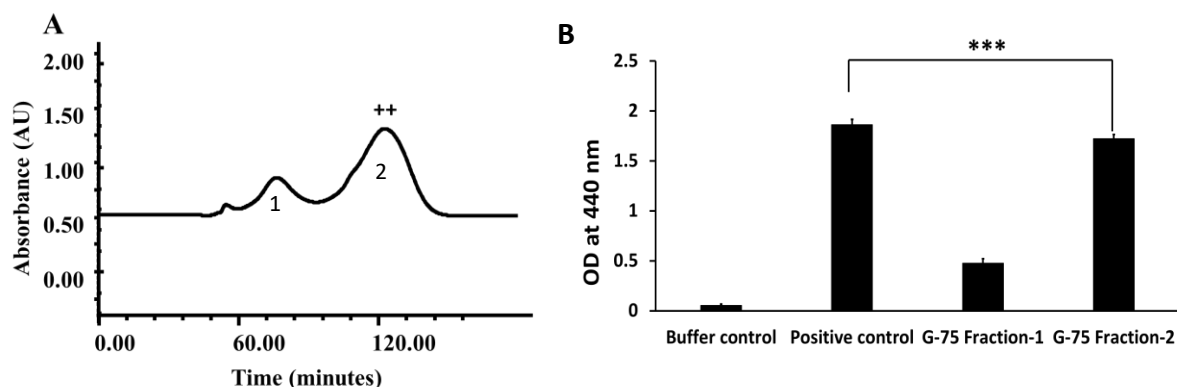 A
Absorbance (AU)
2.00
1.50
1.00
0.50
0.00
++
1
2
0.00 60.00 120.00
Time (minutes)
B
OD at 440 nm
2.5
2
1.5
1
0.5
0
***
Buffer control Positive control G-75 Fraction-1 G-75 Fraction-2